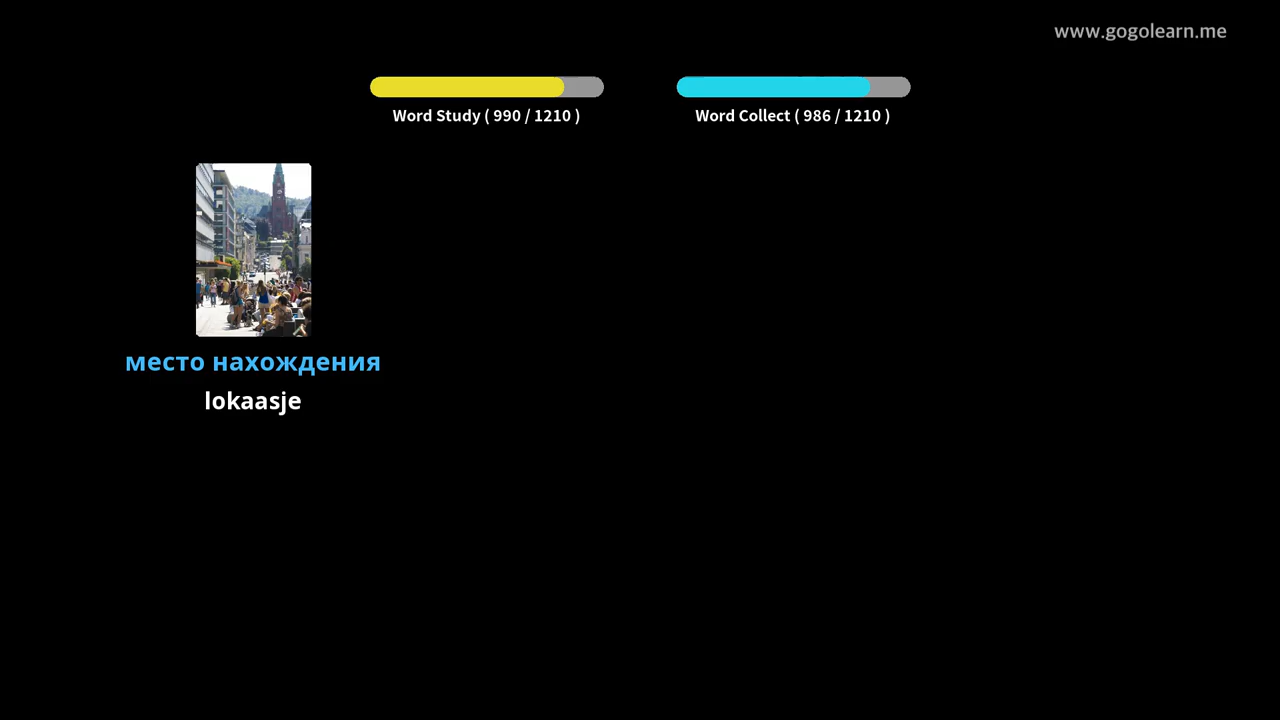 www.gogolearn.me
Word Study ( 990 / 1210 )
Word Collect ( 986 / 1210 )
место нахождения
lokaasje